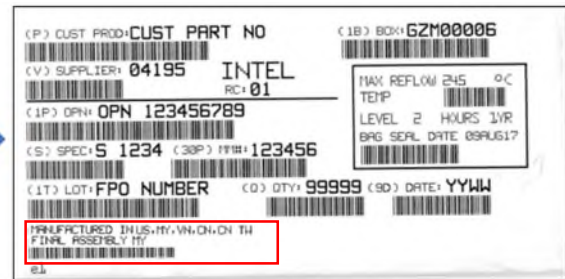 (P) CUST PROD: CUST PART NO
(1B) BOX: GZM00006
(V) SUPPLIER: 04195 INTEL
RC: 01
MAX REFLOW 245 °C
TEMP
(1P) OPN: OPN 123456789
LEVEL 2 HOURS 1YR
BAG SEAL DATE 09AUG17
(S) SPEC: S 1234 (30P) MM#: 123456
(1T) LOT: FPO NUMBER (Q) QTY: 99999 (9D) DATE: YYWW
MANUFACTURED IN US,MY,VN,CN,CN TW
FINAL ASSEMBLY MY
e1